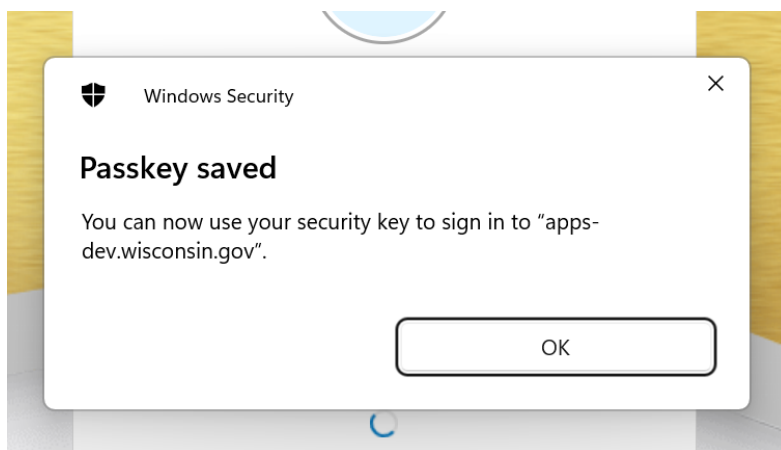 Windows Security
Passkey saved
You can now use your security key to sign in to “apps-
dev.wisconsin.gov”.
OK